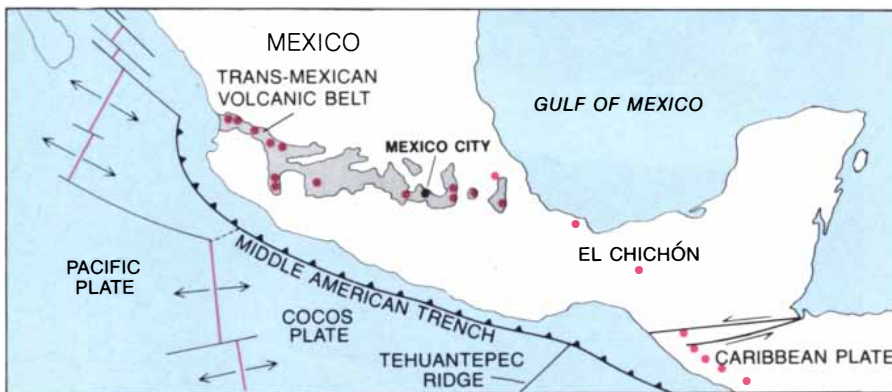 MEXICO
TRANS-MEXICAN
VOLCANIC BELT
GULF OF MEXICO
MEXICO CITY
EL CHICHÓN
PACIFIC
PLATE
MIDDLE AMERICAN TRENCH
COCOS
PLATE
TEHUANTEPEC
RIDGE
CARIBBEAN PLATE